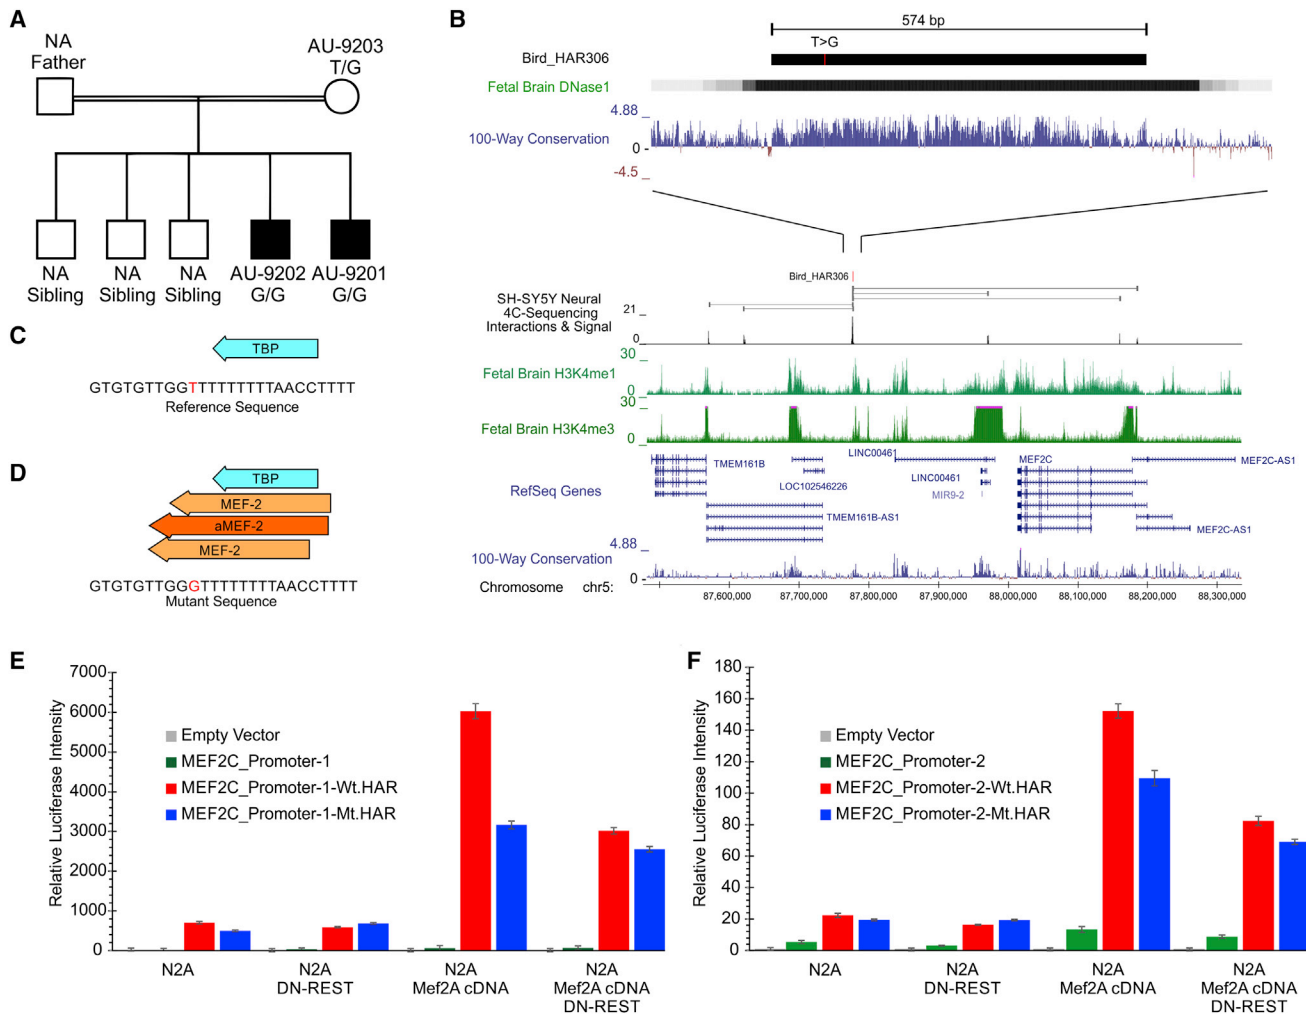 A
NA
Father
AU-9203
T/G
NA
Sibling
NA
Sibling
NA
Sibling
AU-9202
G/G
AU-9201
G/G
B
574 bp
T>G
Bird_HAR306
Fetal Brain DNase1
4.88
100-Way Conservation
0
-4.5
Bird_HAR306
SH-SY5Y Neural
4C-Sequencing
Interactions & Signal
21
0
30
Fetal Brain H3K4me1
0
30
Fetal Brain H3K4me3
0
RefSeq Genes
TMEM161B
LOC102546226
TMEM161B-AS1
LINC00461
LINC00461
MIR9-2
MEF2C
MEF2C-AS1
MEF2C-AS1
4.88
100-Way Conservation
0
Chromosome chr5:
87,600,000 87,700,000 87,800,000 87,900,000 88,000,000 88,100,000 88,200,000 88,300,000
C
TBP
GTGTGTTGGTTTTTTTTTAACCTTTT
Reference Sequence
D
TBP
MEF-2
aMEF-2
MEF-2
GTGTGTTGGGTTTTTTTTAACCTTTT
Mutant Sequence
E
Relative Luciferase Intensity
7000
6000
5000
4000
3000
2000
1000
0
Empty Vector
MEF2C_Promoter-1
MEF2C_Promoter-1-Wt.HAR
MEF2C_Promoter-1-Mt.HAR
N2A
N2A
DN-REST
N2A
Mef2A cDNA
N2A
Mef2A cDNA
DN-REST
F
Relative Luciferase Intensity
180
160
140
120
100
80
60
40
20
0
Empty Vector
MEF2C_Promoter-2
MEF2C_Promoter-2-Wt.HAR
MEF2C_Promoter-2-Mt.HAR
N2A
N2A
DN-REST
N2A
Mef2A cDNA
N2A
Mef2A cDNA
DN-REST